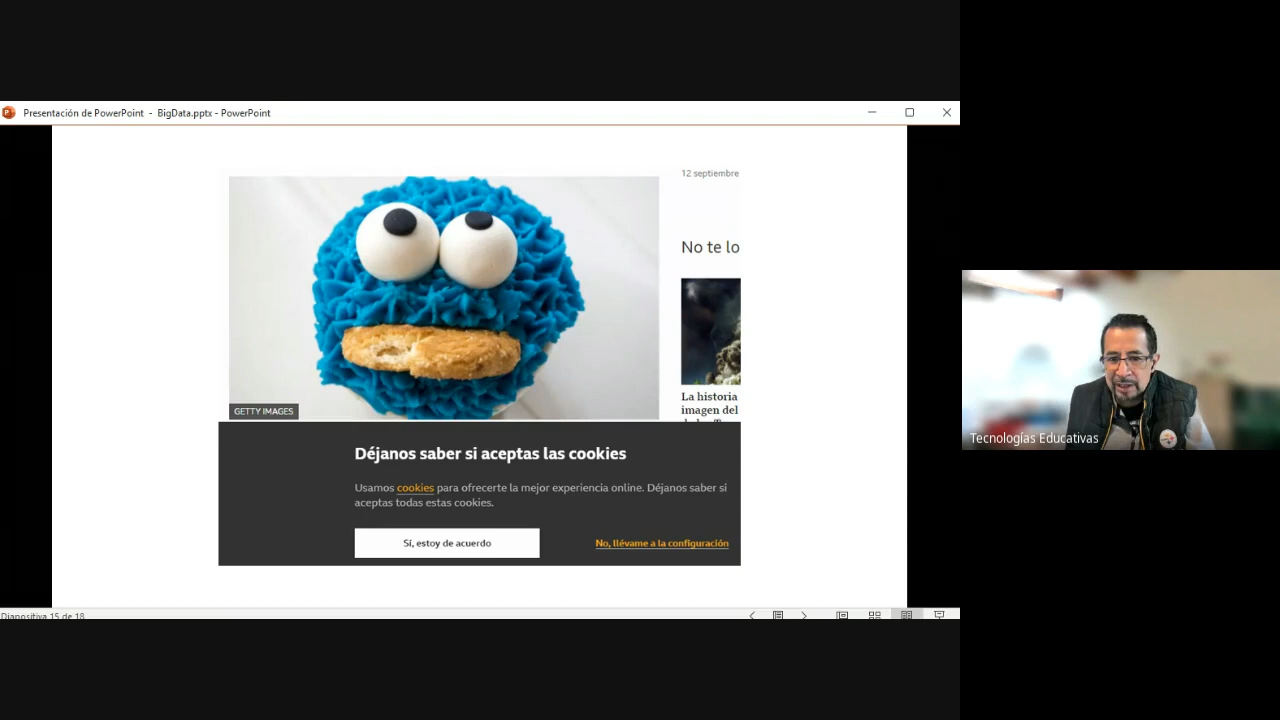 Presentación de PowerPoint - BigData.pptx - PowerPoint
12 septiembre
No te lo
GETTY IMAGES
La historia
imagen del
Déjanos saber si aceptas las cookies
Usamos cookies para ofrecerte la mejor experiencia online. Déjanos saber si
aceptas todas estas cookies.
Sí, estoy de acuerdo
No, llévame a la configuración
Tecnologías Educativas
Diapositiva 15 de 18